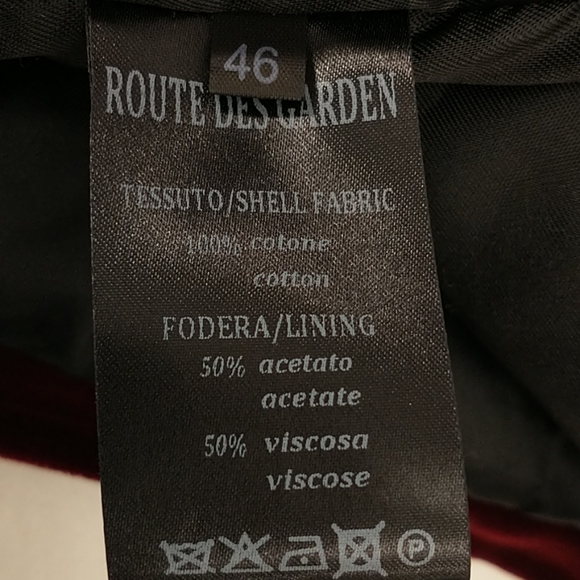 46
ROUTE DES GARDEN
TESSUTO/SHELL FABRIC
100% cotone
cotton
FODERA/LINING
50% acetato
acetate
50% viscosa
viscose
P